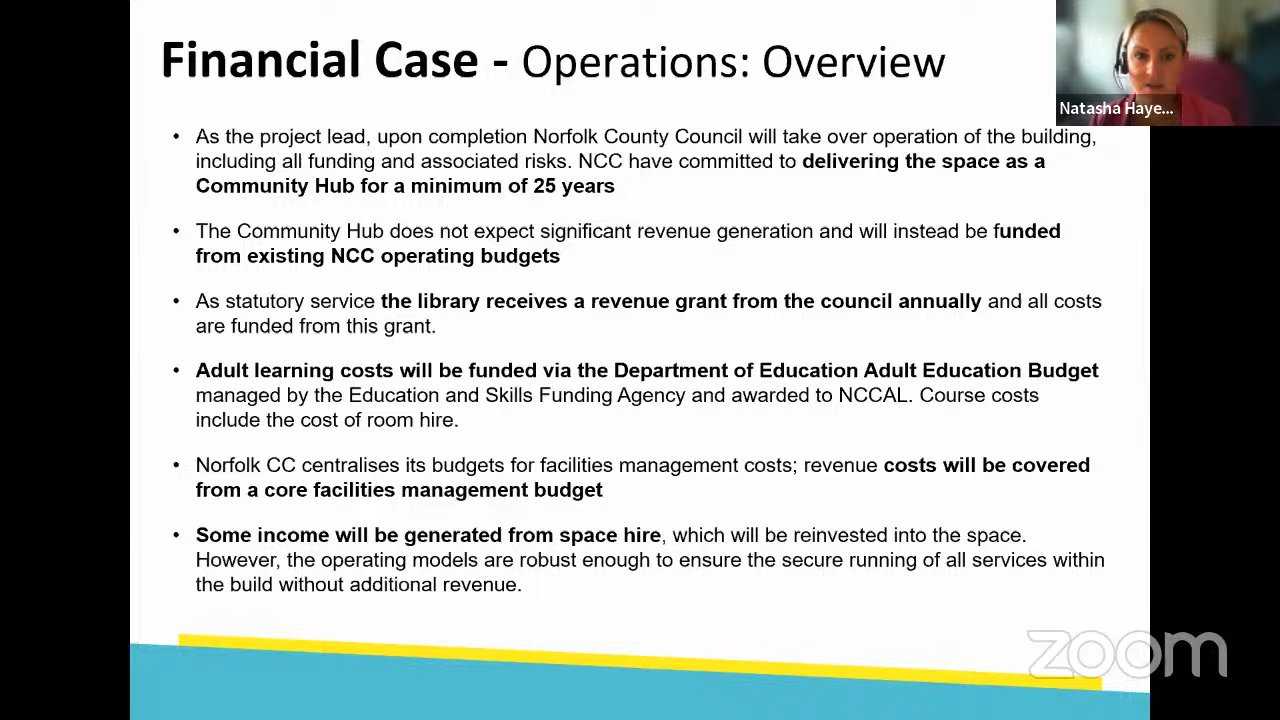 Financial Case - Operations: Overview
Natasha Haye...
• As the project lead, upon completion Norfolk County Council will take over operation of the building,
including all funding and associated risks. NCC have committed to delivering the space as a
Community Hub for a minimum of 25 years
• The Community Hub does not expect significant revenue generation and will instead be funded
from existing NCC operating budgets
• As statutory service the library receives a revenue grant from the council annually and all costs
are funded from this grant.
• Adult learning costs will be funded via the Department of Education Adult Education Budget
managed by the Education and Skills Funding Agency and awarded to NCCAL. Course costs
include the cost of room hire.
• Norfolk CC centralises its budgets for facilities management costs; revenue costs will be covered
from a core facilities management budget
• Some income will be generated from space hire, which will be reinvested into the space.
However, the operating models are robust enough to ensure the secure running of all services within
the build without additional revenue.
zoom